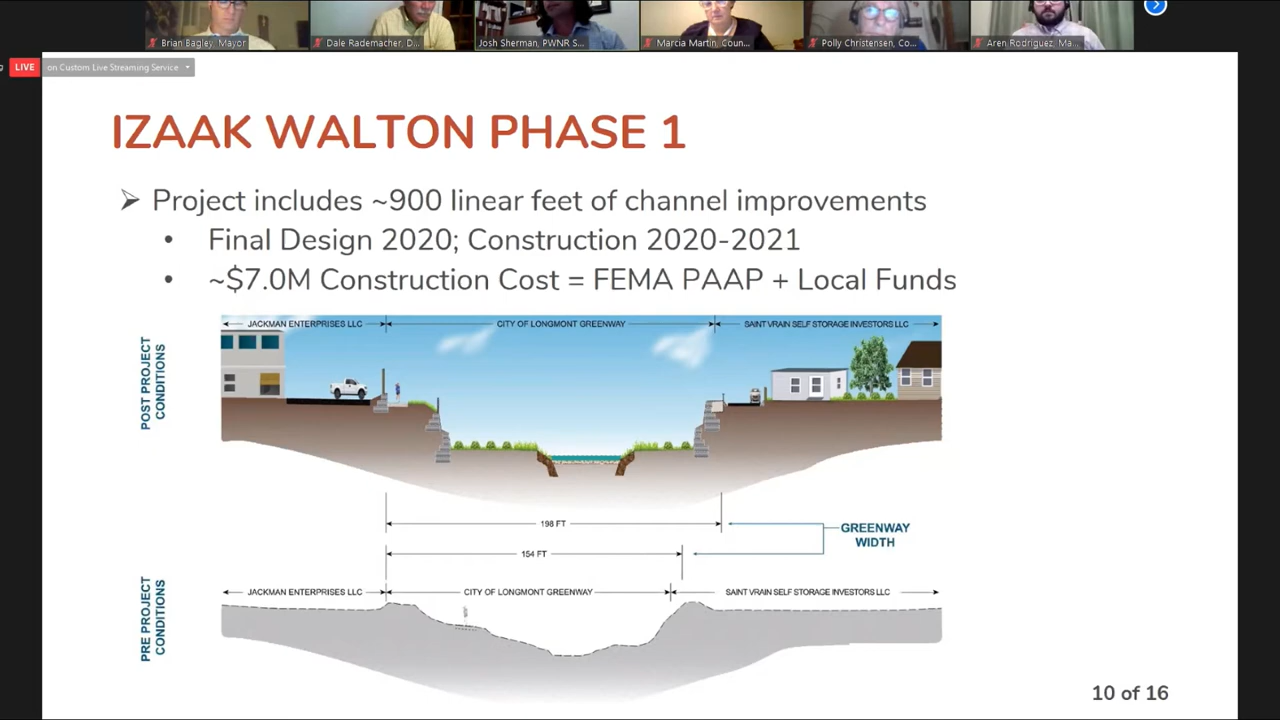 Brian Bagley, Mayor
Dale Rademacher, D...
Josh Sherman, PWNR S...
Marcia Martin, Coun...
Polly Christensen, Co...
Aren Rodriguez, Ma...
LIVE
on Custom Live Streaming Service
IZAAK WALTON PHASE 1
Project includes ~900 linear feet of channel improvements
Final Design 2020; Construction 2020-2021
~$7.0M Construction Cost = FEMA PAAP + Local Funds
JACKMAN ENTERPRISES LLC
CITY OF LONGMONT GREENWAY
SAINT VRAIN SELF STORAGE INVESTORS LLC
POST PROJECT
CONDITIONS
198 FT
154 FT
GREENWAY
WIDTH
JACKMAN ENTERPRISES LLC
CITY OF LONGMONT GREENWAY
SAINT VRAIN SELF STORAGE INVESTORS LLC
PRE PROJECT
CONDITIONS
10 of 16